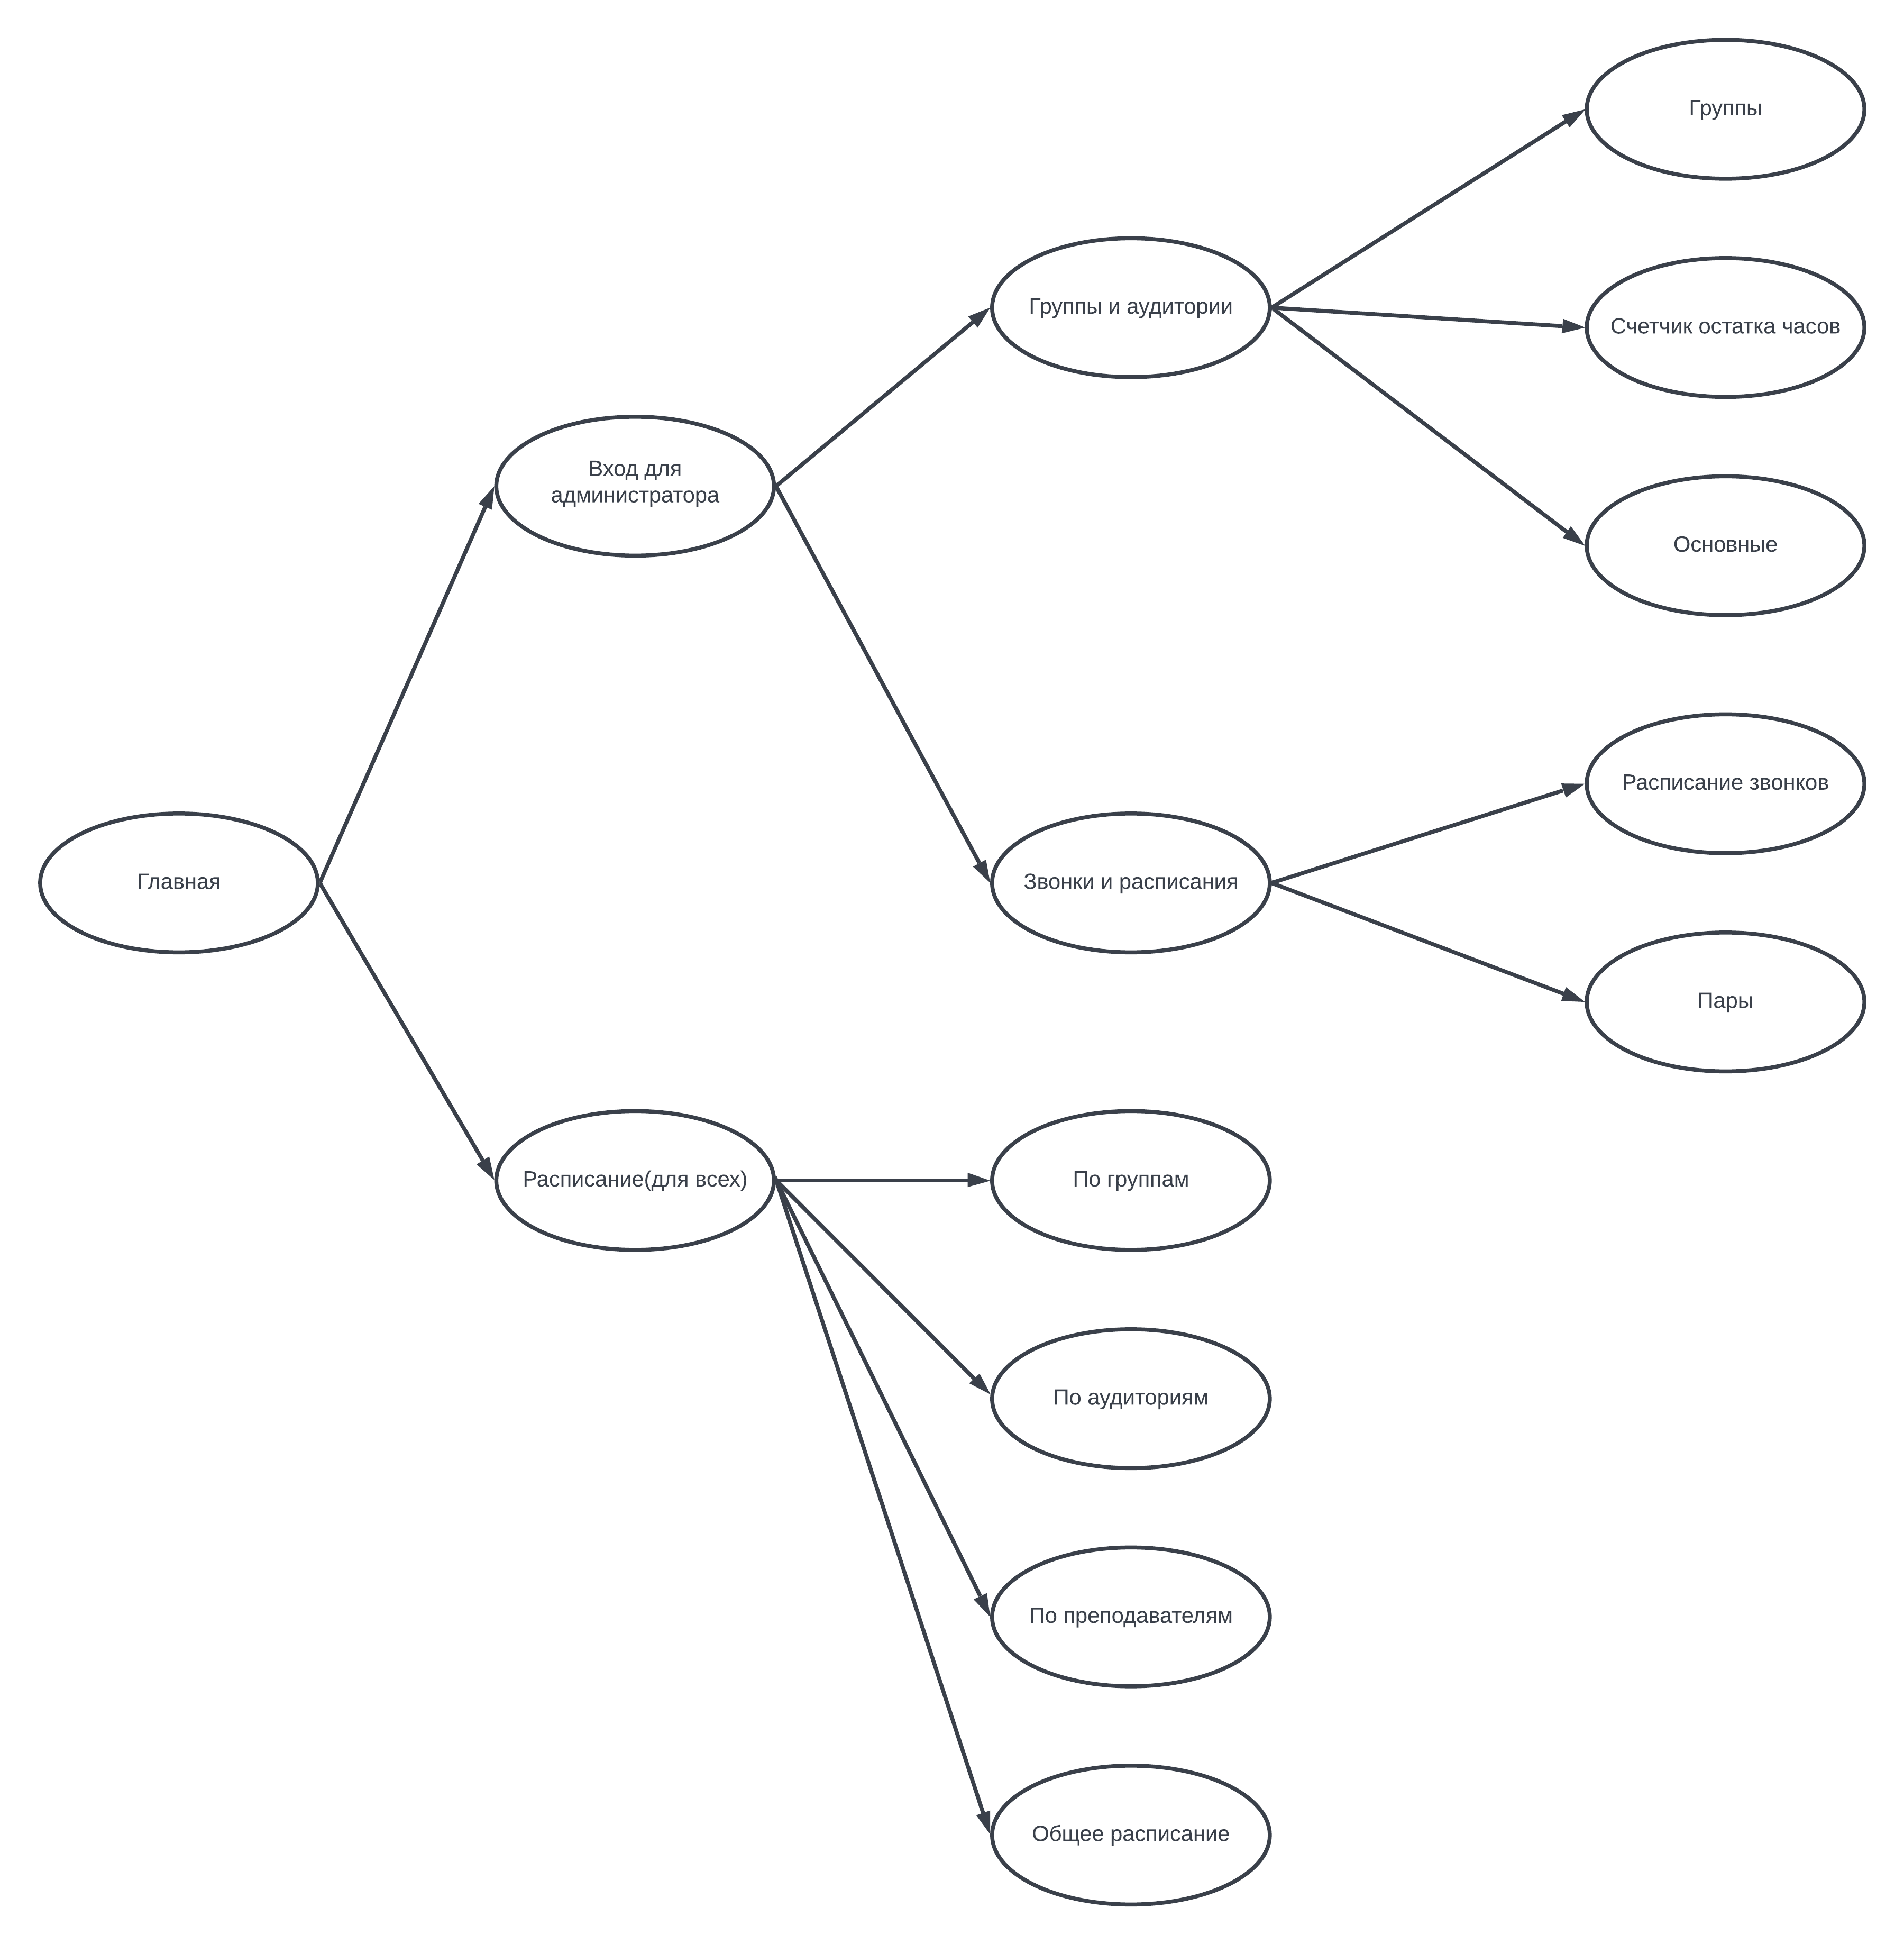 Группы
Группы и аудитории
Счетчик остатка часов
Вход для
администратора
Основные
Расписание звонков
Главная
Звонки и расписания
Пары
Расписание(для всех)
По группам
По аудиториям
По преподавателям
Общее расписание